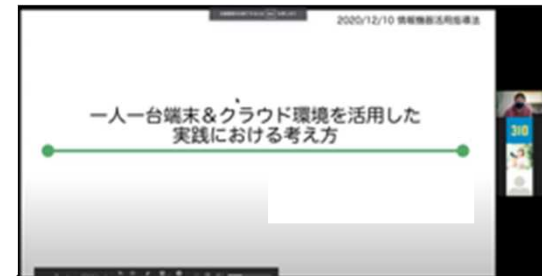 2020/12/10 情報機器活用指導法
一人一台端末＆クラウド環境を活用した
実践における考え方
310